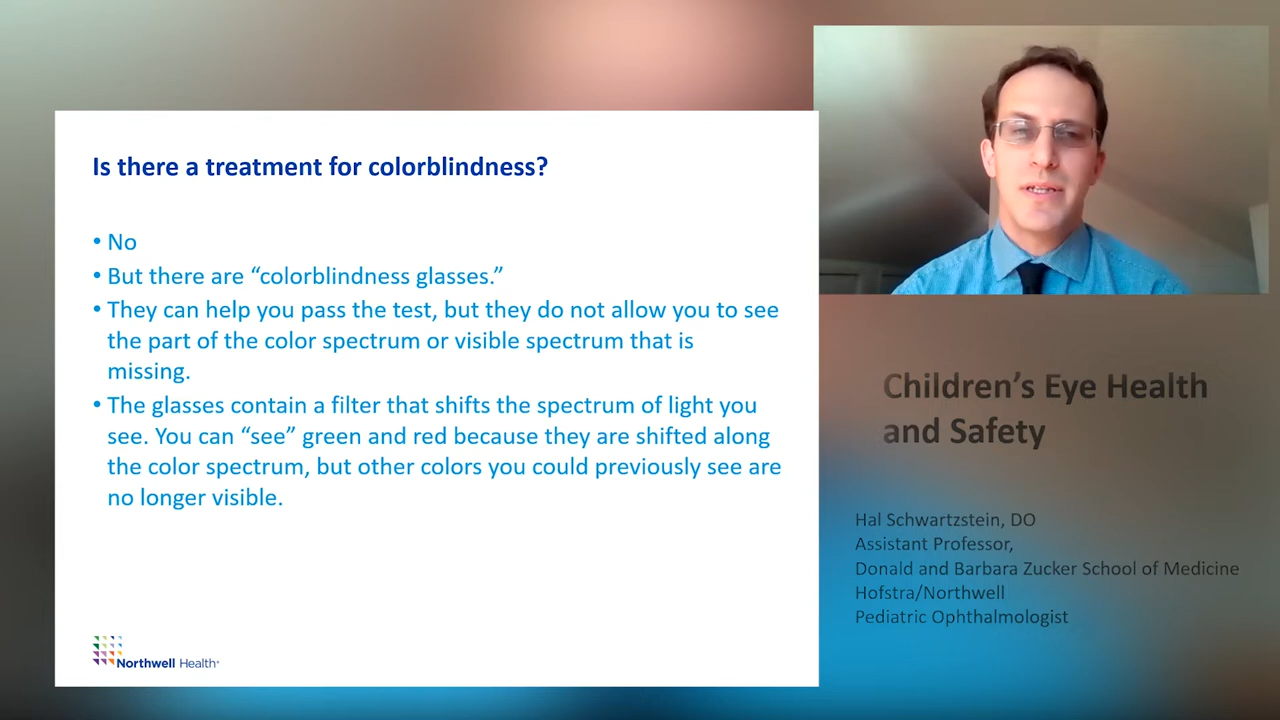 Is there a treatment for colorblindness?
• No
• But there are “colorblindness glasses.”
• They can help you pass the test, but they do not allow you to see
the part of the color spectrum or visible spectrum that is
missing.
• The glasses contain a filter that shifts the spectrum of light you
see. You can “see” green and red because they are shifted along
the color spectrum, but other colors you could previously see are
no longer visible.
Northwell Health
Children’s Eye Health
and Safety
Hal Schwartzstein, DO
Assistant Professor,
Donald and Barbara Zucker School of Medicine
Hofstra/Northwell
Pediatric Ophthalmologist